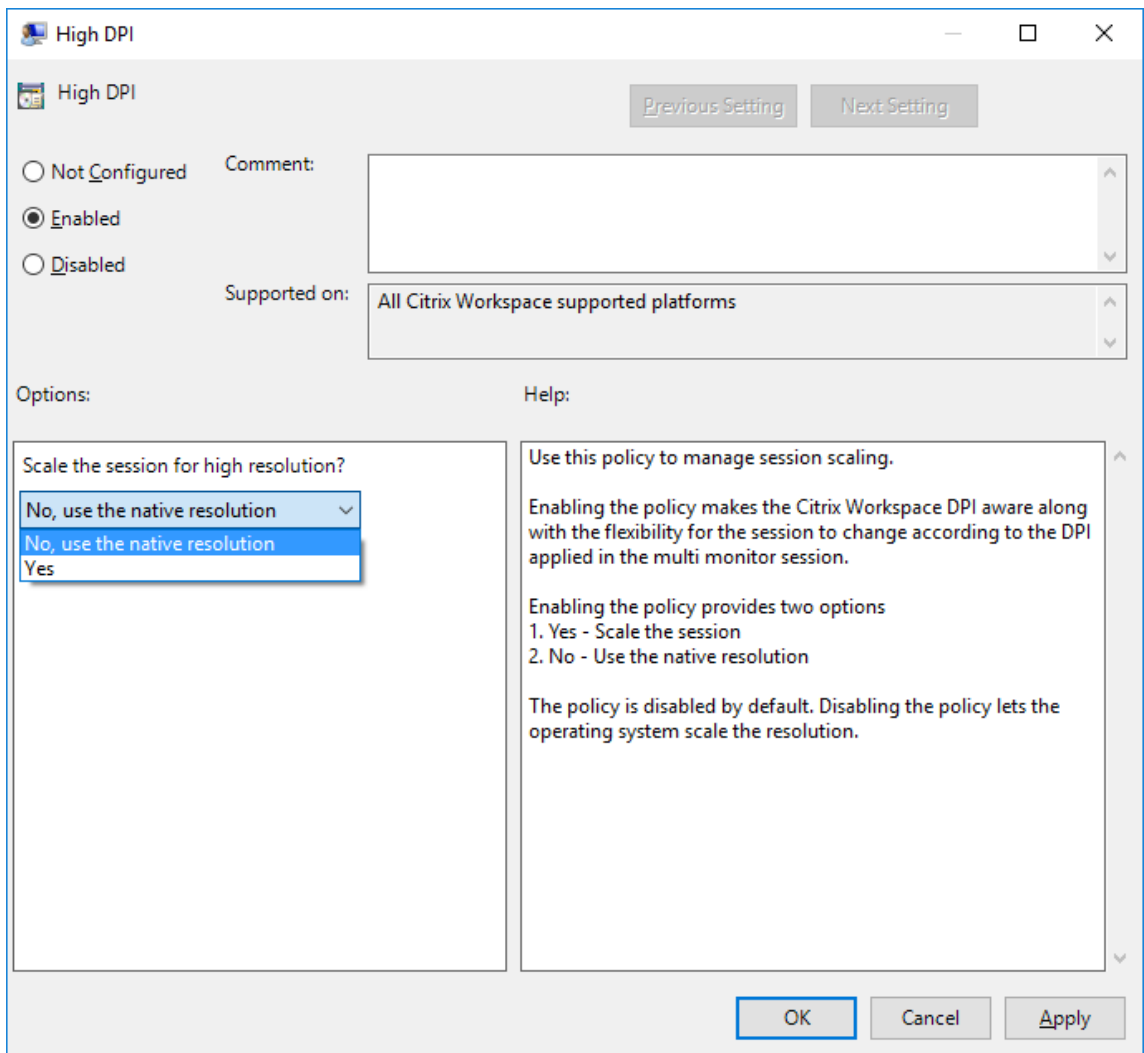 High DPI
High DPI
Previous Setting
Next Setting
Not Configured
Comment:
Enabled
Disabled
Supported on:
All Citrix Workspace supported platforms
Options:
Help:
Scale the session for high resolution?
No, use the native resolution
No, use the native resolution
Yes
Use this policy to manage session scaling.
Enabling the policy makes the Citrix Workspace DPI aware along
with the flexibility for the session to change according to the DPI
applied in the multi monitor session.
Enabling the policy provides two options
1. Yes - Scale the session
2. No - Use the native resolution
The policy is disabled by default. Disabling the policy lets the
operating system scale the resolution.
OK
Cancel
Apply